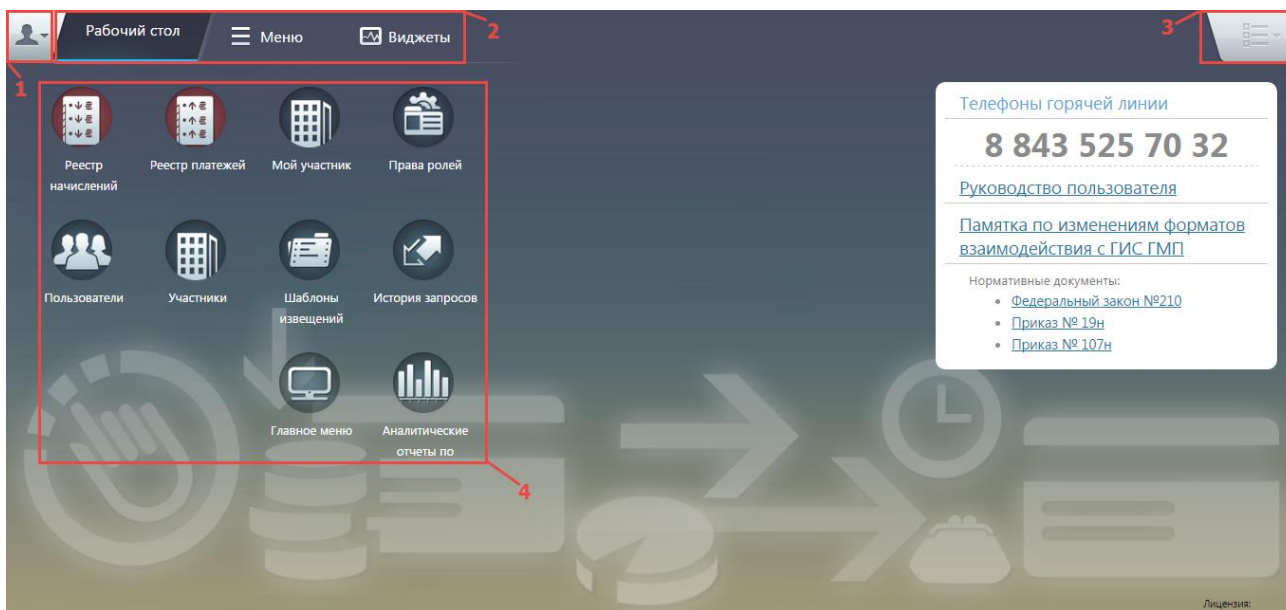 Рабочий стол
Меню
Виджеты
2
3
1
Реестр
начислений
Реестр платежей
Мой участник
Права ролей
Пользователи
Участники
Шаблоны
извещений
История запросов
Главное меню
Аналитические
отчеты по
4
Телефоны горячей линии
8 843 525 70 32
Руководство пользователя
Памятка по изменениям форматов
взаимодействия с ГИС ГМП
Нормативные документы:
Федеральный закон №210
Приказ № 19н
Приказ № 107н
Лицензия: